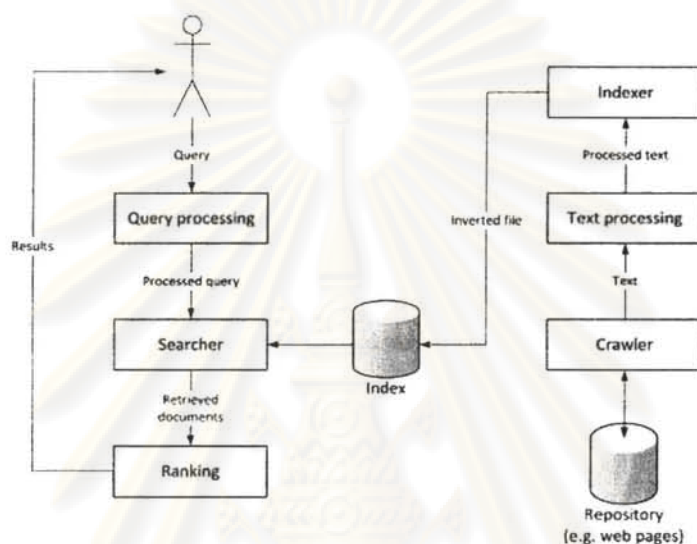 Query
Query processing
Processed query
Searcher
Retrieved
documents
Ranking
Results
Index
Inverted file
Indexer
Processed text
Text processing
Text
Crawler
Repository
(e.g. web pages)